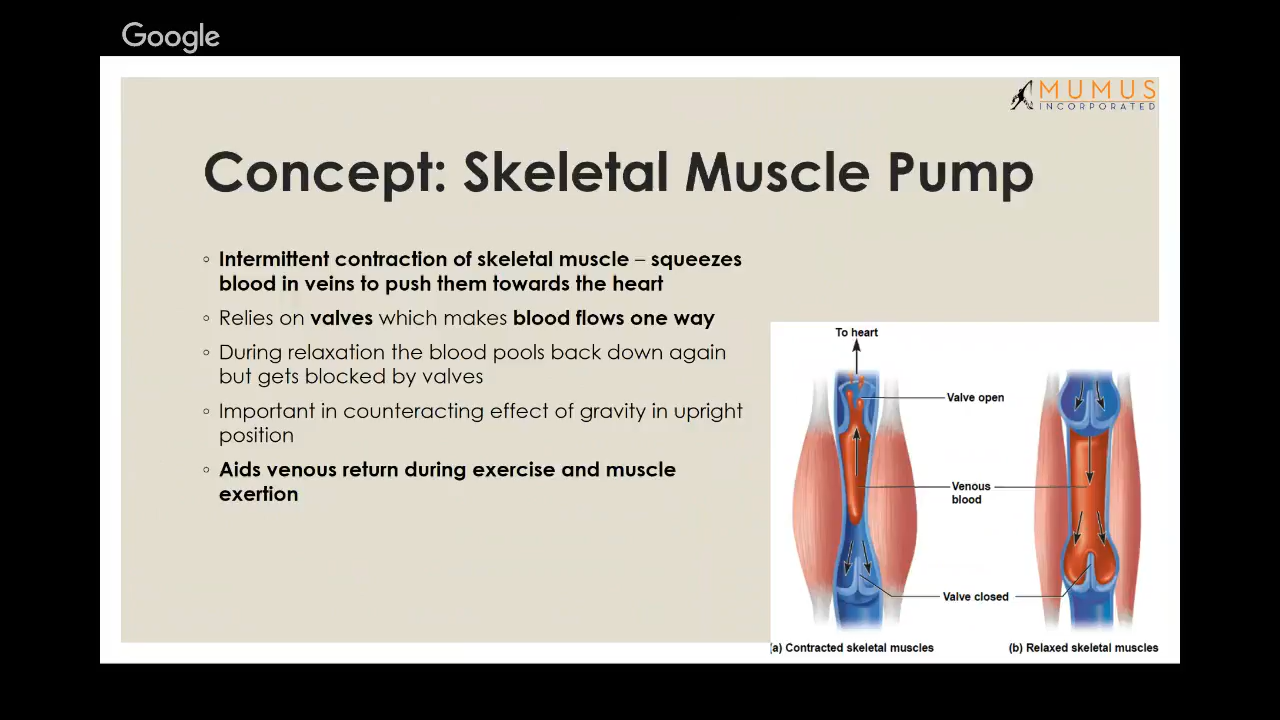 Google
MUMUS
INCORPORATED
Concept: Skeletal Muscle Pump
◦ Intermittent contraction of skeletal muscle – squeezes
blood in veins to push them towards the heart
◦ Relies on valves which makes blood flows one way
◦ During relaxation the blood pools back down again
but gets blocked by valves
◦ Important in counteracting effect of gravity in upright
position
◦ Aids venous return during exercise and muscle
exertion
To heart
Valve open
Venous
blood
Valve closed
(a) Contracted skeletal muscles
(b) Relaxed skeletal muscles